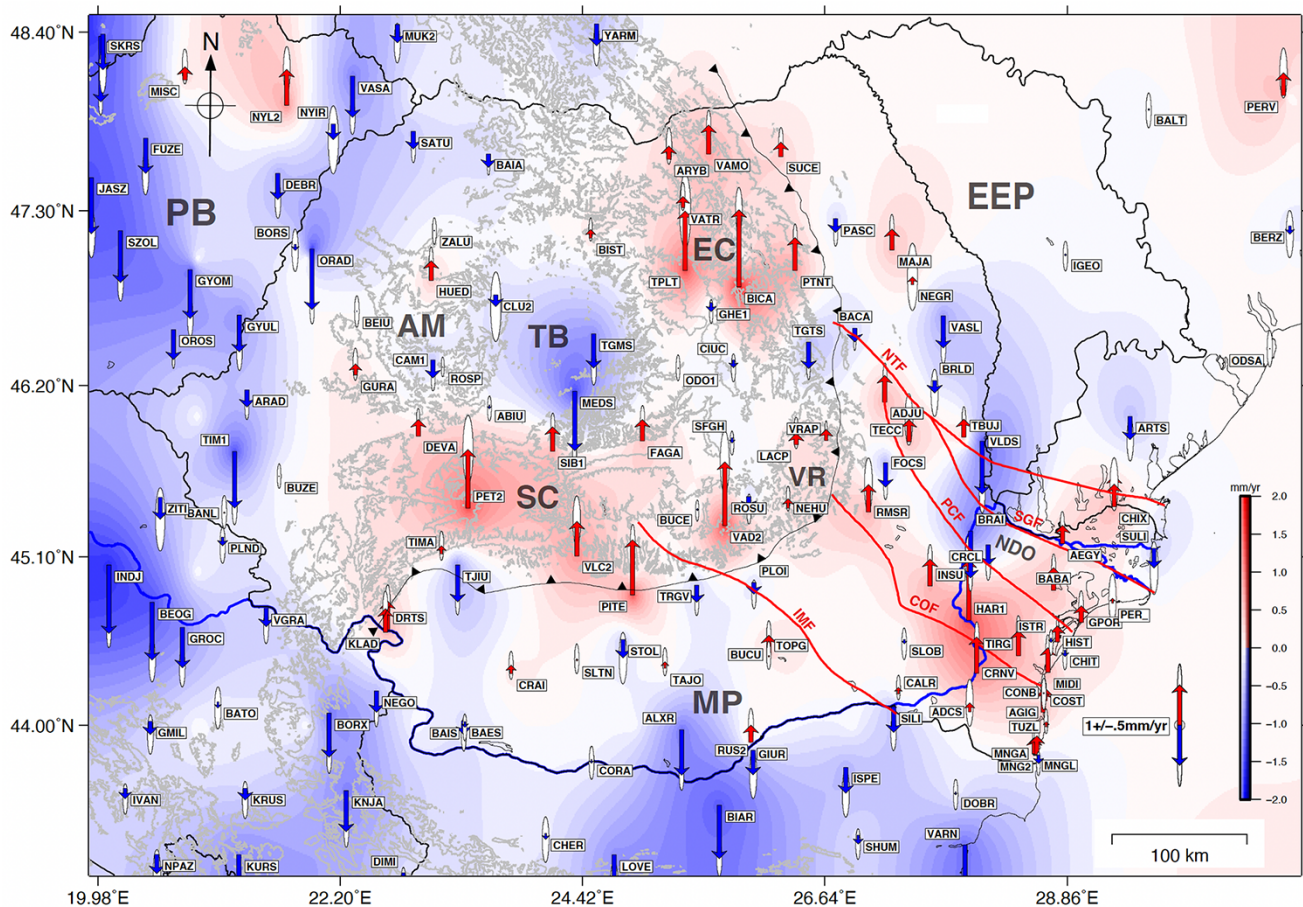 48.40°N
47.30°N
46.20°N
45.10°N
44.00°N
19.98°E
22.20°E
24.42°E
26.64°E
28.86°E
N
SKRS
MUK2
YARM
MISC
VASA
NYL2
NYIR
PERV
BALT
FUZE
SATU
BAIA
ARYB
VAMO
SUCE
JASZ
DEBR
PB
EEP
SZOL
BORS
ZALU
BIST
VATR
EC
PASC
BERZ
ORAD
GYOM
HUED
TPLT
BICA
PTNT
MAJA
IGEO
NEGR
CLU2
GHE1
BEIU
AM
TB
GYUL
OROS
TGMS
CIUC
TGTS
BACA
VASL
NTF
ODSA
CAM1
ROSP
GURA
ODO1
BRLD
ARAD
ABIU
MEDS
ADJU
TIM1
DEVA
SIB1
FAGA
SFGH
VRAP
TECC
TBUJ
VLDS
ARTS
LACP
FOCS
BUZE
PET2
SC
VR
ZITI
BANL
BUCE
ROSU
NEHU
RMSR
PCF
SGF
BRAI
CHIX
SULI
PLND
TIMA
VAD2
NDO
AEGY
CRCL
VLC2
PLOI
INSU
BABA
INDJ
TJIU
PITE
TRGV
COF
HAR1
PER_
BEOG
VGRA
DRTS
IMF
GPOR
GROC
KLAD
STOL
BUCU
TOPG
SLOB
TIRG
ISTR
HIST
CHIT
SLTN
TAJO
CRAI
CALR
CRNV
MIDI
CONB
COST
MP
BATO
NEGO
ADCS
AGIG
TUZL
GMIL
BORX
BAIS
BAES
ALXR
RUS2
GIUR
SILI
MNGA
MNG2
MNGL
CORA
ISPE
IVAN
KRUS
KNJA
DOBR
BIAR
CHER
SHUM
VARN
NPAZ
KURS
DIMI
LOVE
1+/−.5mm/yr
mm/yr
2.0
1.5
1.0
0.5
0.0
−0.5
−1.0
−1.5
−2.0
100 km